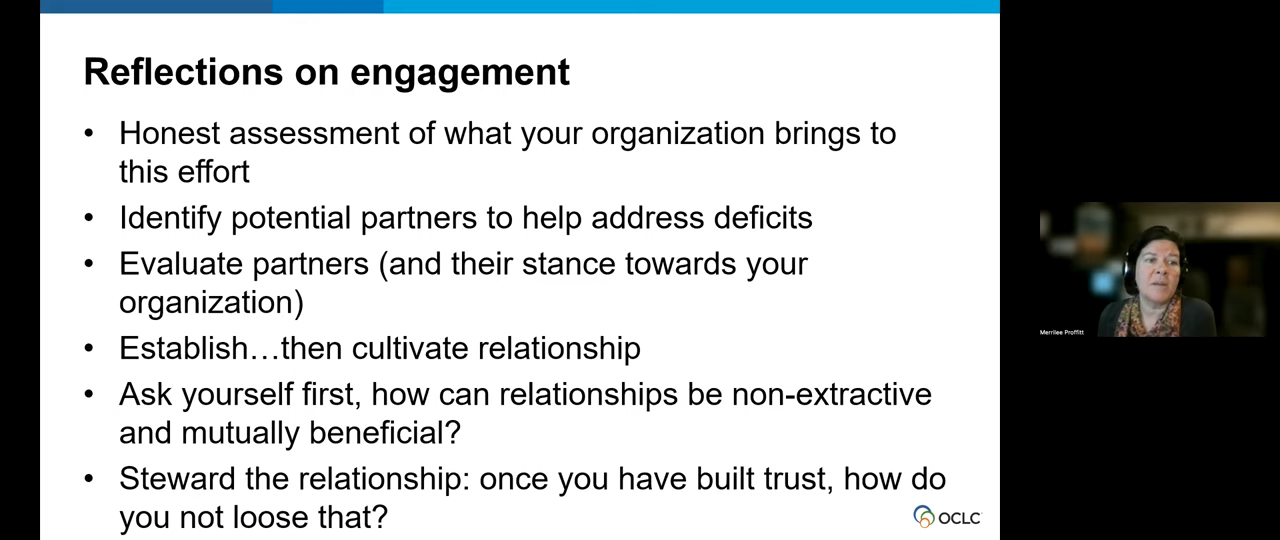 Reflections on engagement
• Honest assessment of what your organization brings to
this effort
• Identify potential partners to help address deficits
• Evaluate partners (and their stance towards your
organization)
• Establish…then cultivate relationship
• Ask yourself first, how can relationships be non-extractive
and mutually beneficial?
• Steward the relationship: once you have built trust, how do
you not loose that?
OCLC
Merrilee Proffitt